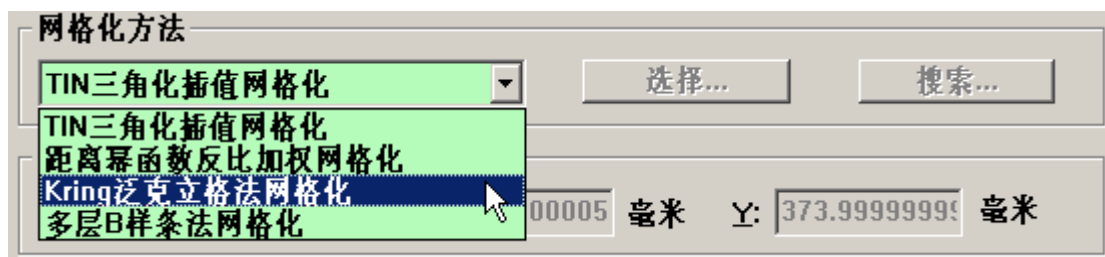 网格化方法
TIN三角化插值网格化 选择... 搜索...
TIN三角化插值网格化
距离幂函数反比加权网格化
Kring泛克立格法网格化
00005 毫米 Y: 373.9999999
多层B样条法网格化
毫米